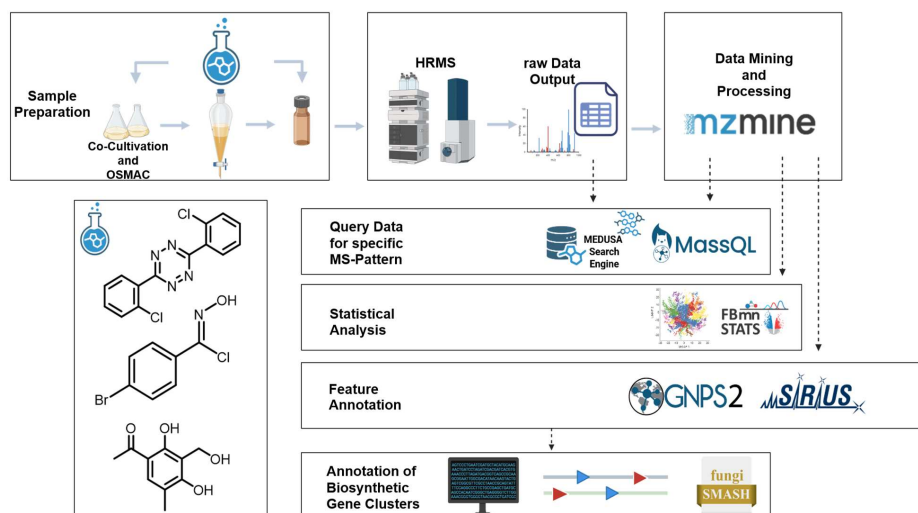 Sample
Preparation
Co-Cultivation
and
OSMAC
HRMS
raw Data
Output
Data Mining
and
Processing
mzmine
Cl
N
N
N
N
Cl
OH
N
Cl
Br
O
OH
OH
OH
Query Data
for specific
MS-Pattern
MEDUSA
Search
Engine
MassQL
Statistical
Analysis
FBmn
STATS
Feature
Annotation
GNPS2
SIRIUS
Annotation of
Biosynthetic
Gene Clusters
fungi
SMASH